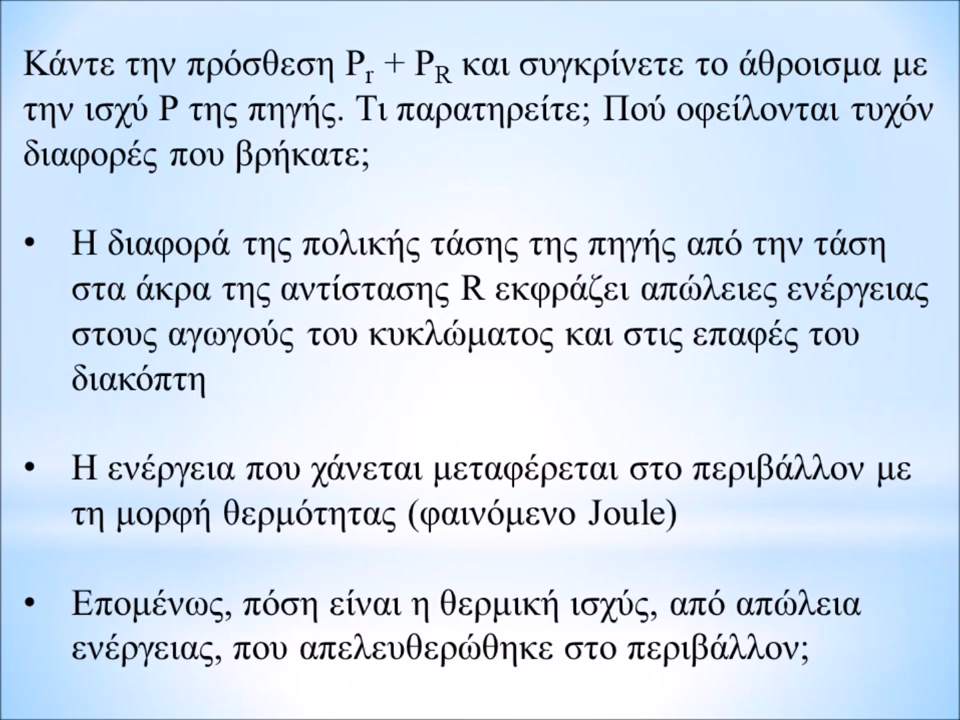 Κάντε την πρόσθεση Pr + PR και συγκρίνετε το άθροισμα με
την ισχύ P της πηγής. Τι παρατηρείτε; Πού οφείλονται τυχόν
διαφορές που βρήκατε;
• Η διαφορά της πολικής τάσης της πηγής από την τάση
στα άκρα της αντίστασης R εκφράζει απώλειες ενέργειας
στους αγωγούς του κυκλώματος και στις επαφές του
διακόπτη
• Η ενέργεια που χάνεται μεταφέρεται στο περιβάλλον με
τη μορφή θερμότητας (φαινόμενο Joule)
• Επομένως, πόση είναι η θερμική ισχύς, από απώλεια
ενέργειας, που απελευθερώθηκε στο περιβάλλον;